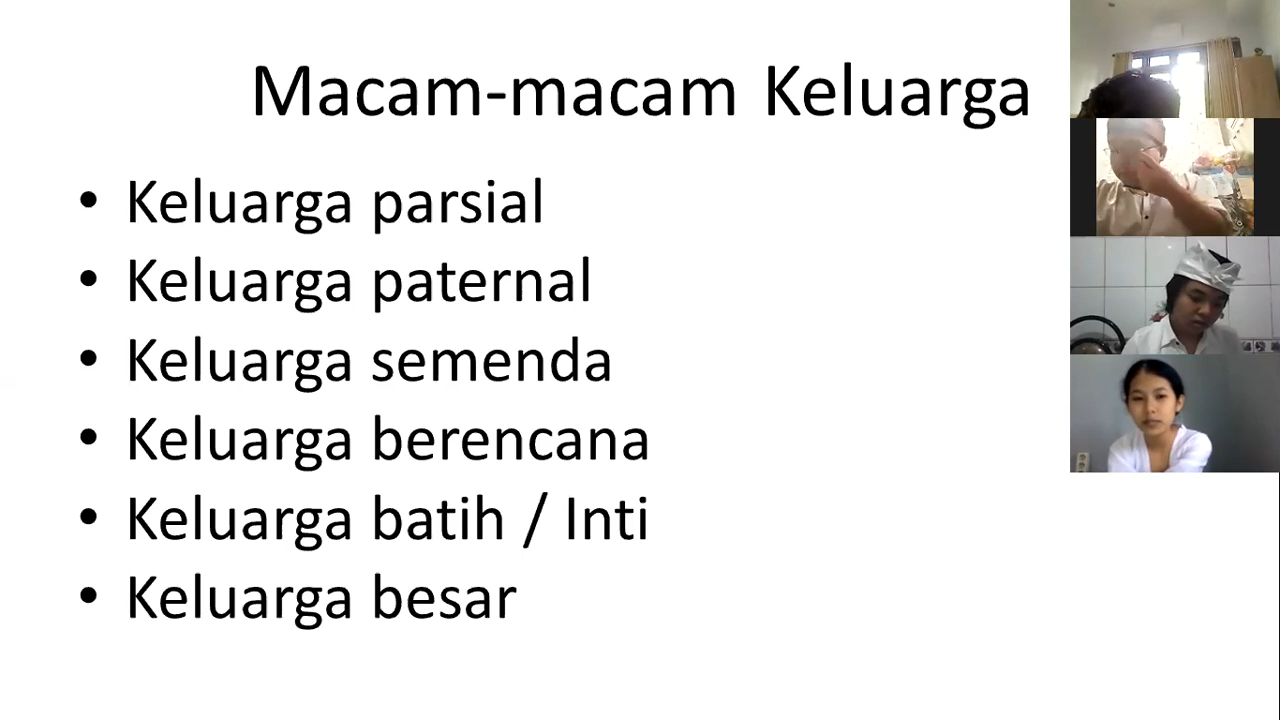 Macam-macam Keluarga
• Keluarga parsial
• Keluarga paternal
• Keluarga semenda
• Keluarga berencana
• Keluarga batih / Inti
• Keluarga besar